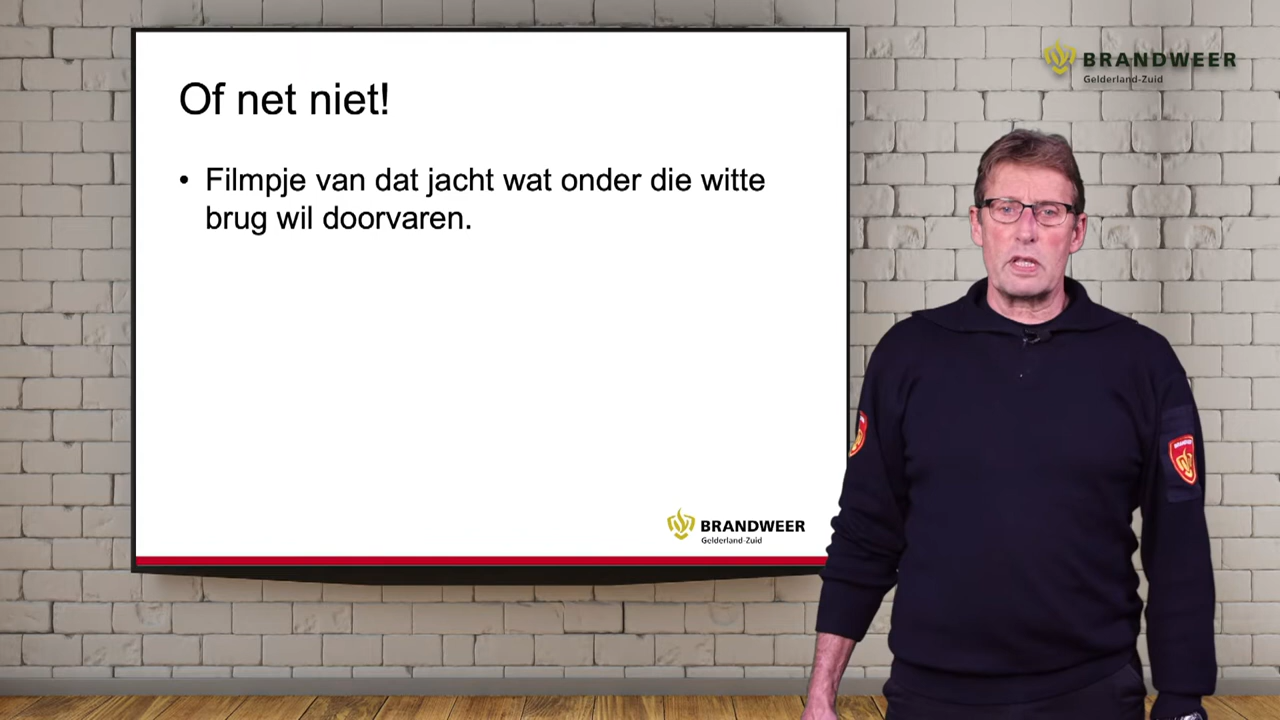 Of net niet!
• Filmpje van dat jacht wat onder die witte
brug wil doorvaren.
BRANDWEER
Gelderland-Zuid
BRANDWEER
Gelderland-Zuid